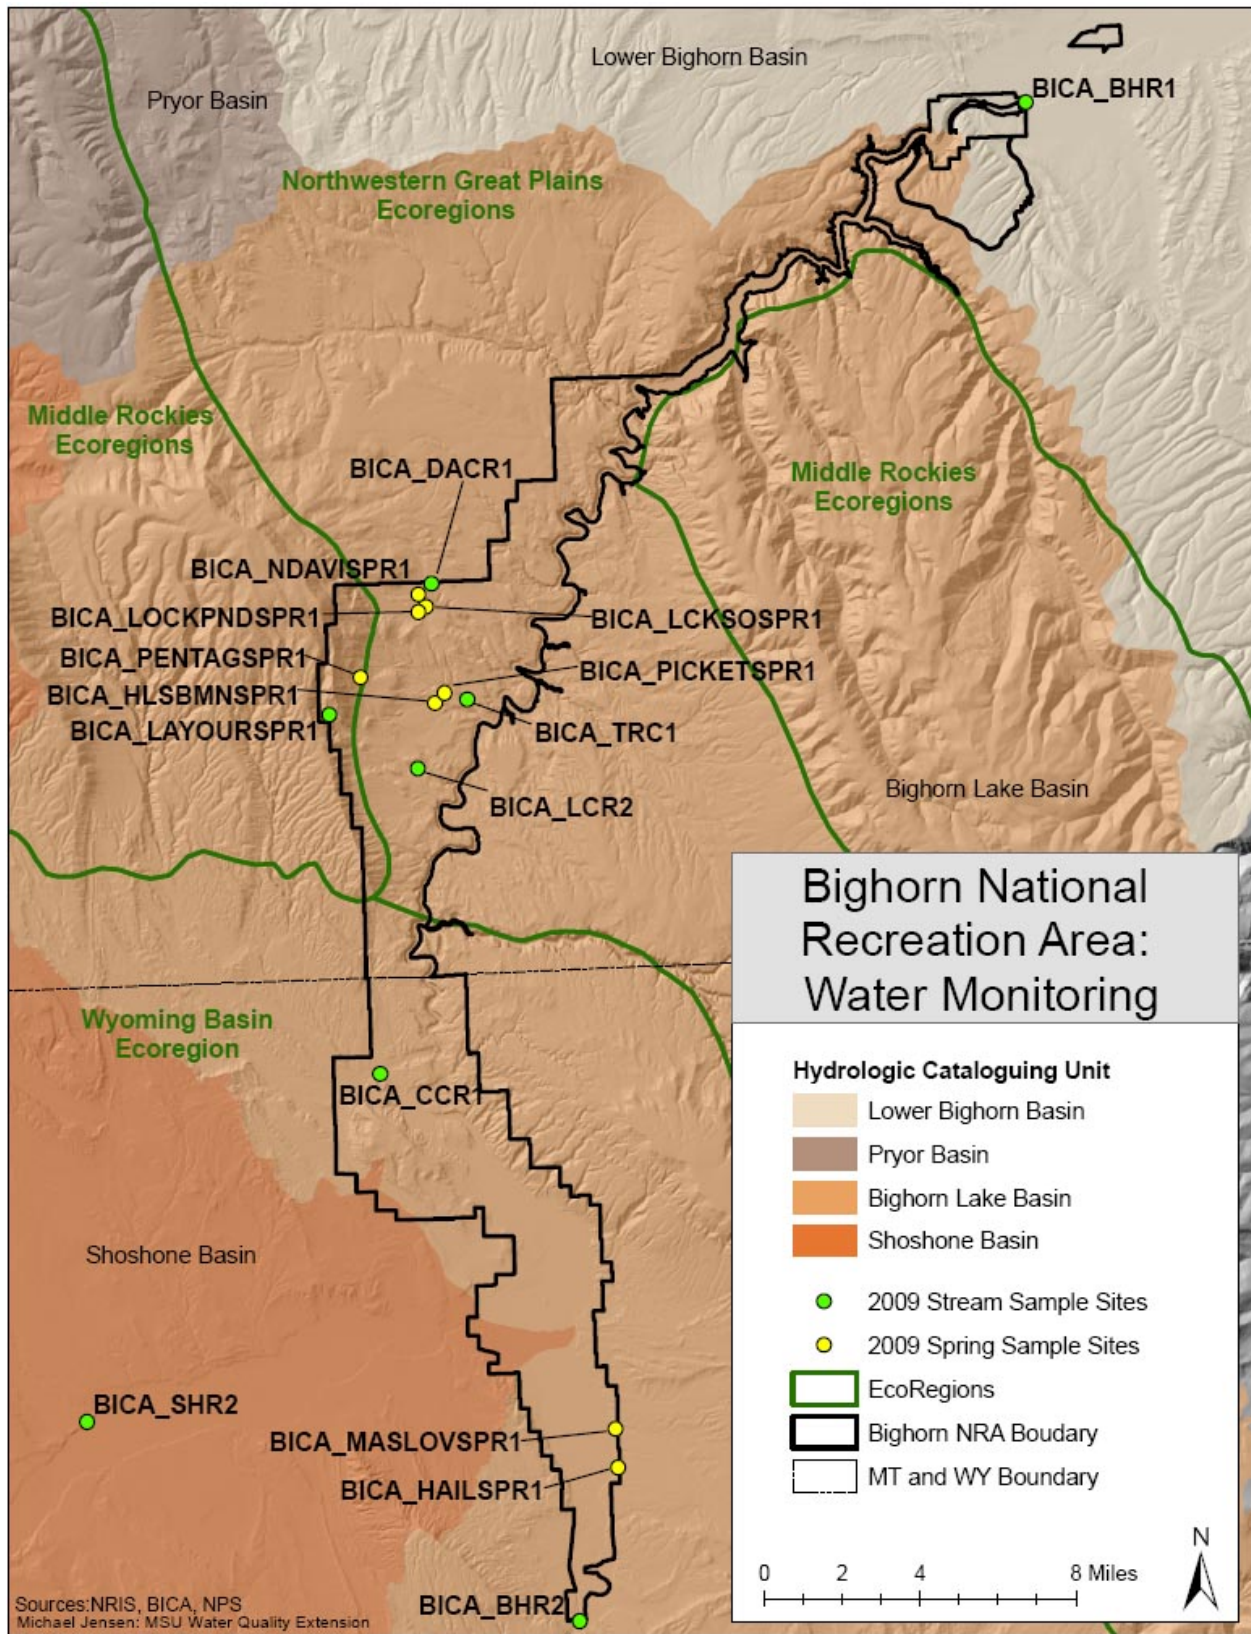 Lower Bighorn Basin
Pryor Basin
BICA_BHR1
Northwestern Great Plains
Ecoregions
Middle Rockies
Ecoregions
BICA_DACR1
Middle Rockies
Ecoregions
BICA_NDAVISPR1
BICA_LOCKPNDSPR1
BICA_LCKSOSPR1
BICA_PENTAGSPR1
BICA_PICKETSPR1
BICA_HLSBMNSPR1
BICA_LAYOURSPR1
BICA_TRC1
BICA_LCR2
Bighorn Lake Basin
Wyoming Basin
Ecoregion
BICA_CCR1
Shoshone Basin
BICA_SHR2
BICA_MASLOVSPR1
BICA_HAILSPR1
BICA_BHR2
Sources:NRIS, BICA, NPS
Michael Jensen: MSU Water Quality Extension
Bighorn National
Recreation Area:
Water Monitoring
Hydrologic Cataloguing Unit
Lower Bighorn Basin
Pryor Basin
Bighorn Lake Basin
Shoshone Basin
2009 Stream Sample Sites
2009 Spring Sample Sites
EcoRegions
Bighorn NRA Boudary
MT and WY Boundary
N
0 2 4 8 Miles